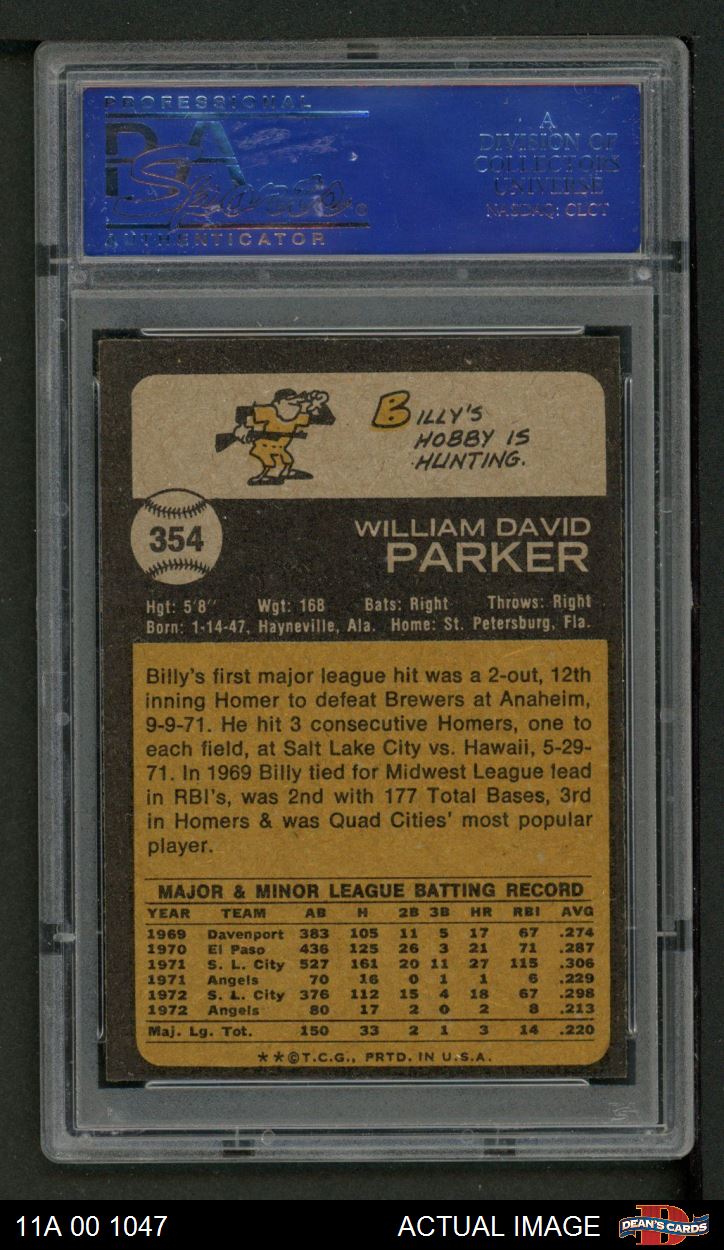 PROFESSIONAL
PSA
Sports
AUTHENTICATOR
A
DIVISION OF
COLLECTORS
UNIVERSE
NASDAQ: CLCT
BILLY'S
HOBBY IS
HUNTING.
354
WILLIAM DAVID
PARKER
Hgt: 5'8" Wgt: 168 Bats: Right Throws: Right
Born: 1-14-47, Hayneville, Ala. Home: St. Petersburg, Fla.
Billy's first major league hit was a 2-out, 12th
inning Homer to defeat Brewers at Anaheim,
9-9-71. He hit 3 consecutive Homers, one to
each field, at Salt Lake City vs. Hawaii, 5-29-
71. In 1969 Billy tied for Midwest League lead
in RBI's, was 2nd with 177 Total Bases, 3rd
in Homers & was Quad Cities' most popular
player.
MAJOR & MINOR LEAGUE BATTING RECORD
YEAR TEAM AB H 2B 3B HR RBI AVG
1969 Davenport 383 105 11 5 17 67 .274
1970 El Paso 436 125 26 3 21 71 .287
1971 S. L. City 527 161 20 11 27 115 .306
1971 Angels 70 16 0 1 1 6 .229
1972 S. L. City 376 112 15 4 18 67 .298
1972 Angels 80 17 2 0 2 8 .213
Maj. Lg. Tot. 150 33 2 1 3 14 .220
**©T.C.G., PRTD. IN U.S.A.
11A 00 1047
ACTUAL IMAGE
DEAN'S CARDS